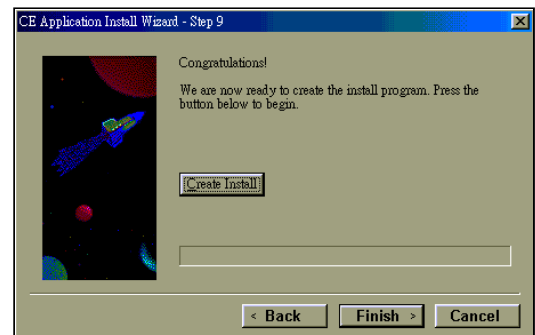 CE Application Install Wizard - Step 9
Congratulations!
We are now ready to create the install program. Press the
button below to begin.
Create Install
< Back
Finish >
Cancel